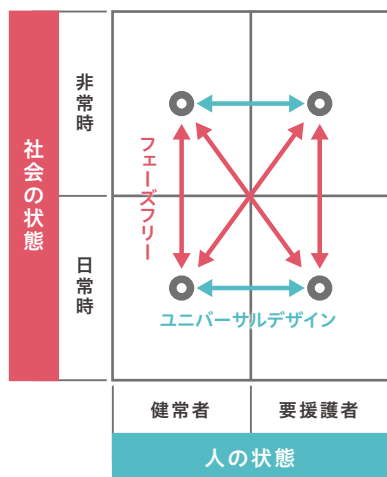 社会の状態
非常時
日常時
フェーズフリー
ユニバーサルデザイン
健常者
要援護者
人の状態